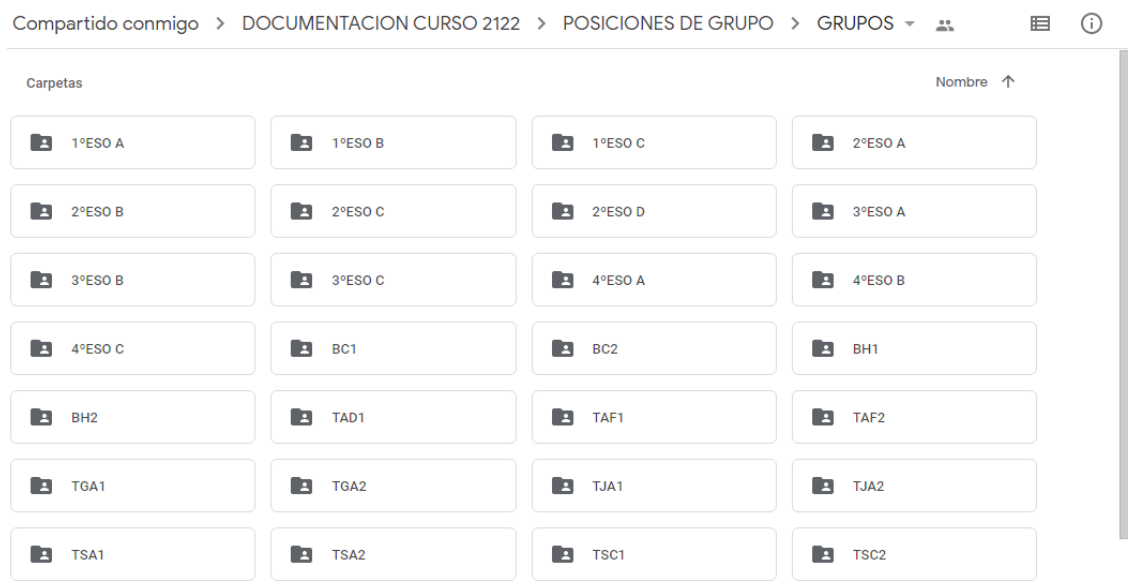 Compartido conmigo > DOCUMENTACION CURSO 2122 > POSICIONES DE GRUPO > GRUPOS
Carpetas Nombre
1ºESO A 1ºESO B 1ºESO C 2ºESO A
2ºESO B 2ºESO C 2ºESO D 3ºESO A
3ºESO B 3ºESO C 4ºESO A 4ºESO B
4ºESO C BC1 BC2 BH1
BH2 TAD1 TAF1 TAF2
TGA1 TGA2 TJA1 TJA2
TSA1 TSA2 TSC1 TSC2